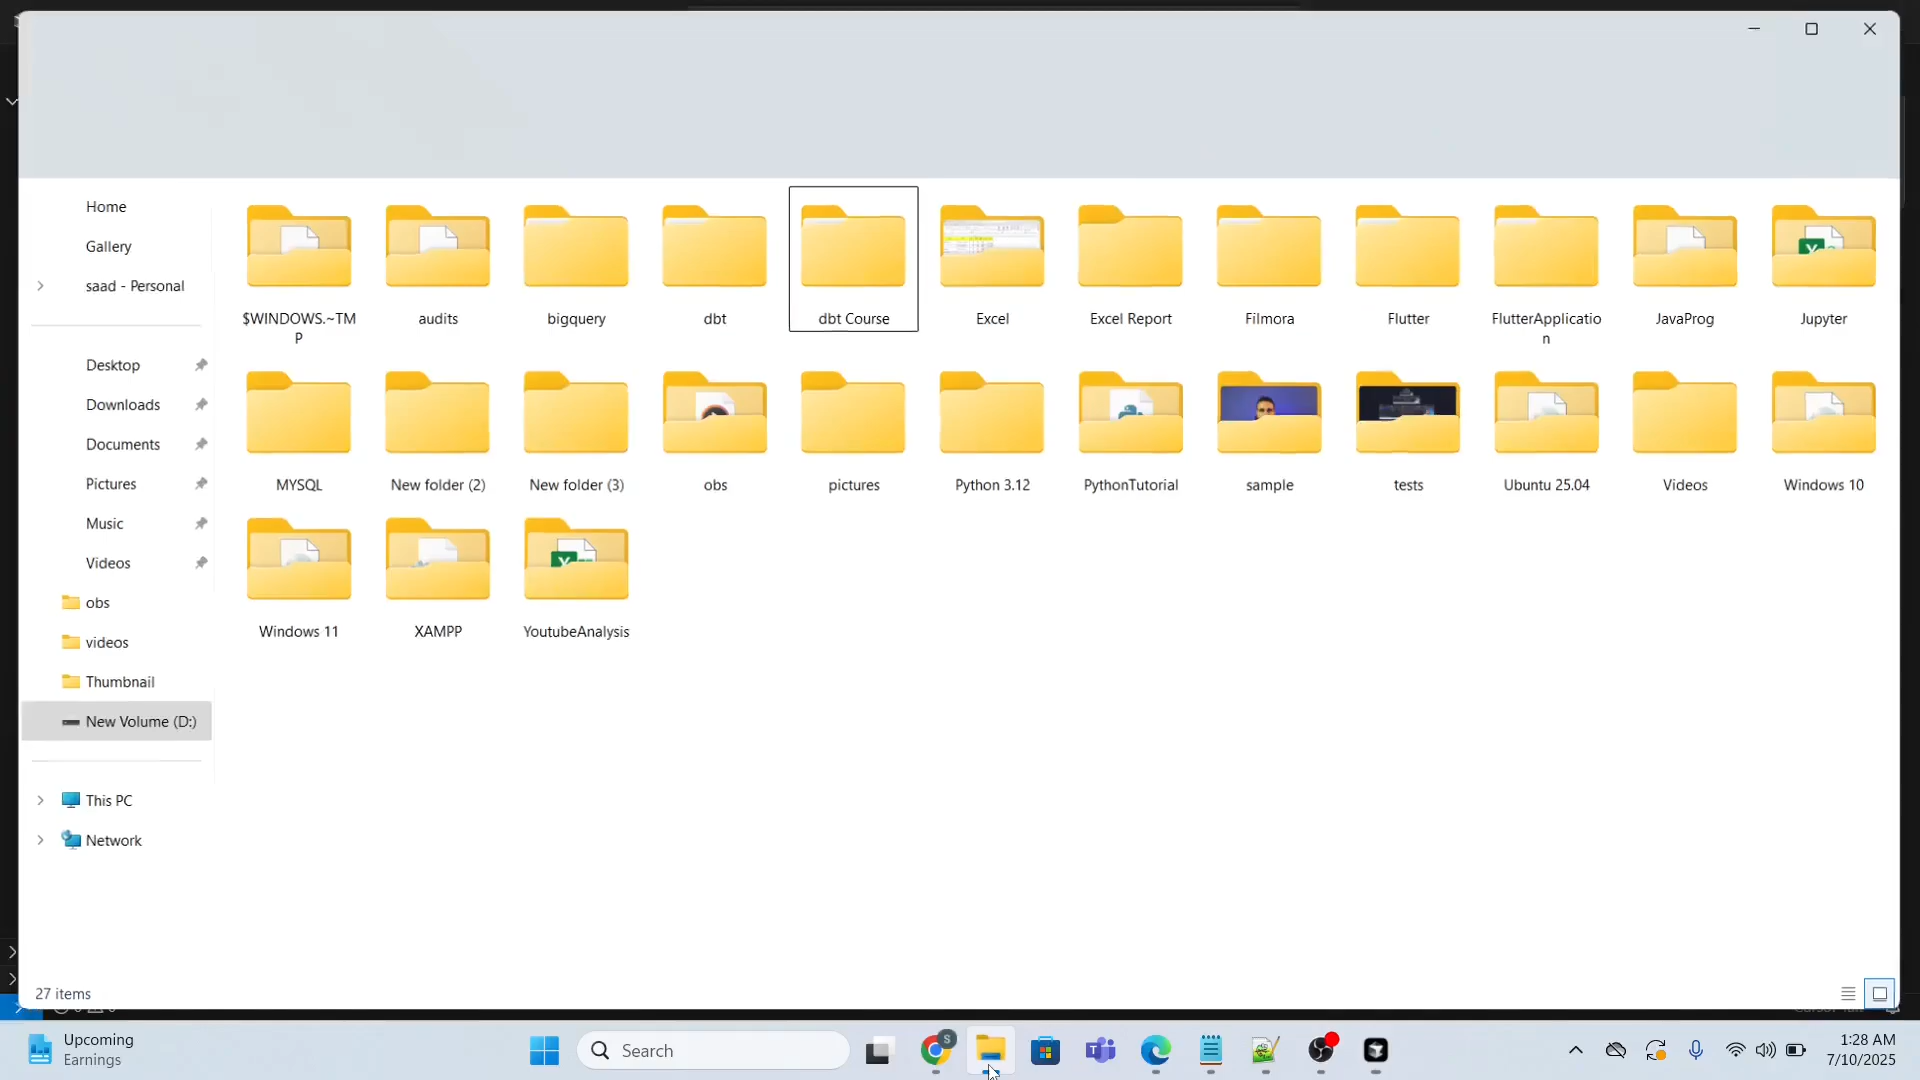 Home
Gallery
saad - Personal
Desktop
Downloads
Documents
Pictures
Music
Videos
obs
videos
Thumbnail
New Volume (D:)
This PC
Network
$WINDOWS.~TM
P
audits
bigquery
dbt
dbt Course
Excel
Excel Report
Filmora
Flutter
FlutterApplicatio
n
JavaProg
Jupyter
MYSQL
New folder (2)
New folder (3)
obs
pictures
Python 3.12
PythonTutorial
sample
tests
Ubuntu 25.04
Videos
Windows 10
Windows 11
XAMPP
YoutubeAnalysis
27 items
Upcoming
Earnings
Search
S
1:28 AM
7/10/2025